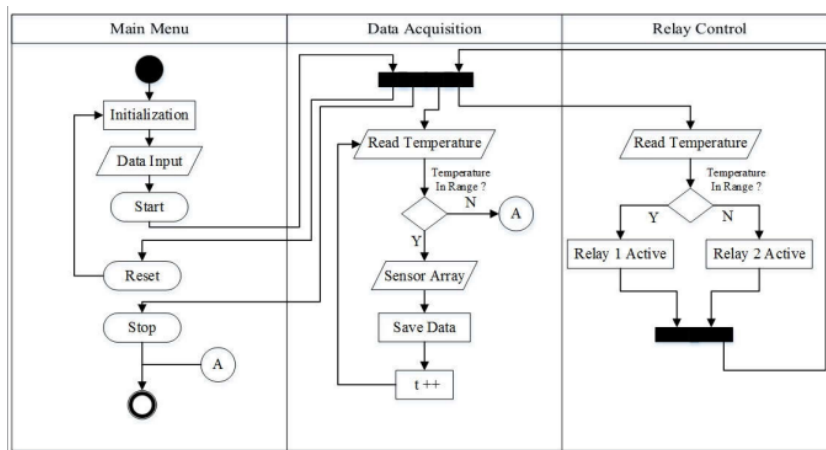 Main Menu
Data Acquisition
Relay Control
Initialization
Data Input
Start
Reset
Stop
A
Read Temperature
Temperature
In Range ?
N
A
Y
Sensor Array
Save Data
t ++
Read Temperature
Temperature
In Range ?
Y
N
Relay 1 Active
Relay 2 Active